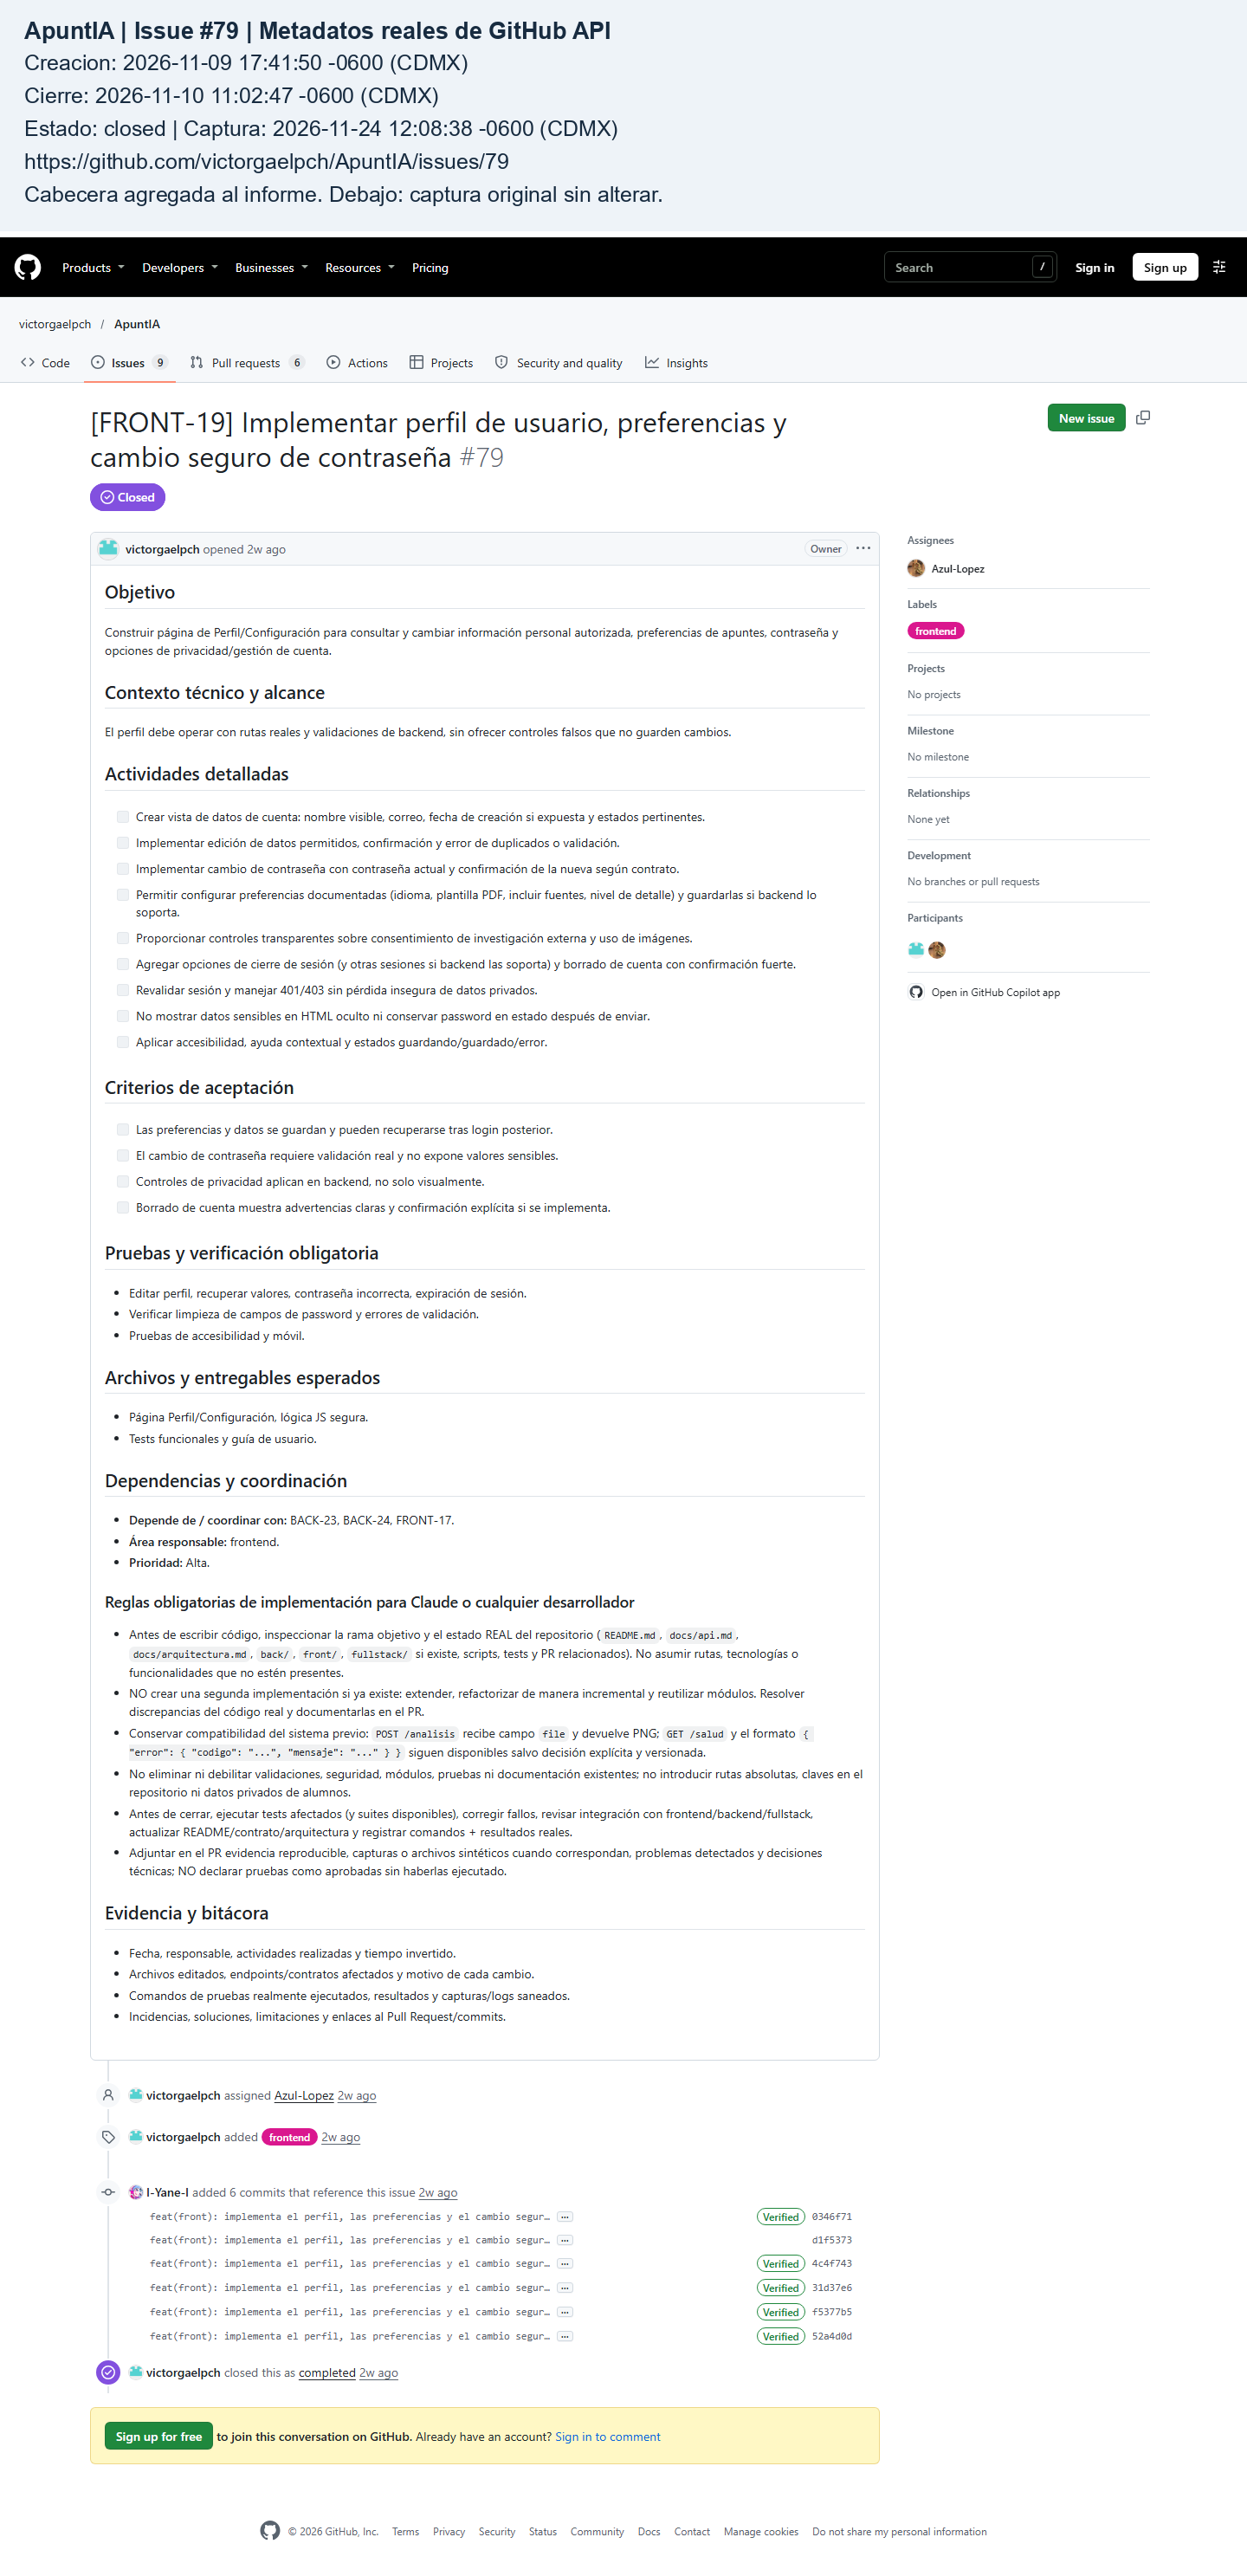 ApuntIA | Issue #79 | Metadatos reales de GitHub API
Creacion: 2026-11-09 17:41:50 -0600 (CDMX)
Cierre: 2026-11-10 11:02:47 -0600 (CDMX)
Estado: closed | Captura: 2026-11-24 12:08:38 -0600 (CDMX)
https://github.com/victorgaelpch/ApuntIA/issues/79
Cabecera agregada al informe. Debajo: captura original sin alterar.
Products Developers Businesses Resources Pricing Search / Sign in Sign up
victorgaelpch / ApuntIA
Code Issues 9 Pull requests 6 Actions Projects Security and quality Insights
[FRONT-19] Implementar perfil de usuario, preferencias y
cambio seguro de contraseña #79
New issue
Closed
victorgaelpch opened 2w ago Owner
Objetivo
Construir página de Perfil/Configuración para consultar y cambiar información personal autorizada, preferencias de apuntes, contraseña y
opciones de privacidad/gestión de cuenta.
Contexto técnico y alcance
El perfil debe operar con rutas reales y validaciones de backend, sin ofrecer controles falsos que no guarden cambios.
Actividades detalladas
Crear vista de datos de cuenta: nombre visible, correo, fecha de creación si expuesta y estados pertinentes.
Implementar edición de datos permitidos, confirmación y error de duplicados o validación.
Implementar cambio de contraseña con contraseña actual y confirmación de la nueva según contrato.
Permitir configurar preferencias documentadas (idioma, plantilla PDF, incluir fuentes, nivel de detalle) y guardarlas si backend lo
soporta.
Proporcionar controles transparentes sobre consentimiento de investigación externa y uso de imágenes.
Agregar opciones de cierre de sesión (y otras sesiones si backend las soporta) y borrado de cuenta con confirmación fuerte.
Revalidar sesión y manejar 401/403 sin pérdida insegura de datos privados.
No mostrar datos sensibles en HTML oculto ni conservar password en estado después de enviar.
Aplicar accesibilidad, ayuda contextual y estados guardando/guardado/error.
Criterios de aceptación
Las preferencias y datos se guardan y pueden recuperarse tras login posterior.
El cambio de contraseña requiere validación real y no expone valores sensibles.
Controles de privacidad aplican en backend, no solo visualmente.
Borrado de cuenta muestra advertencias claras y confirmación explícita si se implementa.
Pruebas y verificación obligatoria
Editar perfil, recuperar valores, contraseña incorrecta, expiración de sesión.
Verificar limpieza de campos de password y errores de validación.
Pruebas de accesibilidad y móvil.
Archivos y entregables esperados
Página Perfil/Configuración, lógica JS segura.
Tests funcionales y guía de usuario.
Dependencias y coordinación
Depende de / coordinar con: BACK-23, BACK-24, FRONT-17.
Área responsable: frontend.
Prioridad: Alta.
Reglas obligatorias de implementación para Claude o cualquier desarrollador
Antes de escribir código, inspeccionar la rama objetivo y el estado REAL del repositorio ( README.md , docs/api.md ,
docs/arquitectura.md , back/ , front/ , fullstack/ si existe, scripts, tests y PR relacionados). No asumir rutas, tecnologías o
funcionalidades que no estén presentes.
NO crear una segunda implementación si ya existe: extender, refactorizar de manera incremental y reutilizar módulos. Resolver
discrepancias del código real y documentarlas en el PR.
Conservar compatibilidad del sistema previo: POST /analisis recibe campo file y devuelve PNG; GET /salud y el formato {
"error": { "codigo": "...", "mensaje": "..." } } siguen disponibles salvo decisión explícita y versionada.
No eliminar ni debilitar validaciones, seguridad, módulos, pruebas ni documentación existentes; no introducir rutas absolutas, claves en el
repositorio ni datos privados de alumnos.
Antes de cerrar, ejecutar tests afectados (y suites disponibles), corregir fallos, revisar integración con frontend/backend/fullstack,
actualizar README/contrato/arquitectura y registrar comandos + resultados reales.
Adjuntar en el PR evidencia reproducible, capturas o archivos sintéticos cuando correspondan, problemas detectados y decisiones
técnicas; NO declarar pruebas como aprobadas sin haberlas ejecutado.
Evidencia y bitácora
Fecha, responsable, actividades realizadas y tiempo invertido.
Archivos editados, endpoints/contratos afectados y motivo de cada cambio.
Comandos de pruebas realmente ejecutados, resultados y capturas/logs saneados.
Incidencias, soluciones, limitaciones y enlaces al Pull Request/commits.
Assignees
Azul-Lopez
Labels
frontend
Projects
No projects
Milestone
No milestone
Relationships
None yet
Development
No branches or pull requests
Participants
Open in GitHub Copilot app
victorgaelpch assigned Azul-Lopez 2w ago
victorgaelpch added frontend 2w ago
I-Yane-I added 6 commits that reference this issue 2w ago
feat(front): implementa el perfil, las preferencias y el cambio segur… ... Verified 0346f71
feat(front): implementa el perfil, las preferencias y el cambio segur… ... d1f5373
feat(front): implementa el perfil, las preferencias y el cambio segur… ... Verified 4c4f743
feat(front): implementa el perfil, las preferencias y el cambio segur… ... Verified 31d37e6
feat(front): implementa el perfil, las preferencias y el cambio segur… ... Verified f5377b5
feat(front): implementa el perfil, las preferencias y el cambio segur… ... Verified 52a4d0d
victorgaelpch closed this as completed 2w ago
Sign up for free to join this conversation on GitHub. Already have an account? Sign in to comment
© 2026 GitHub, Inc. Terms Privacy Security Status Community Docs Contact Manage cookies Do not share my personal information